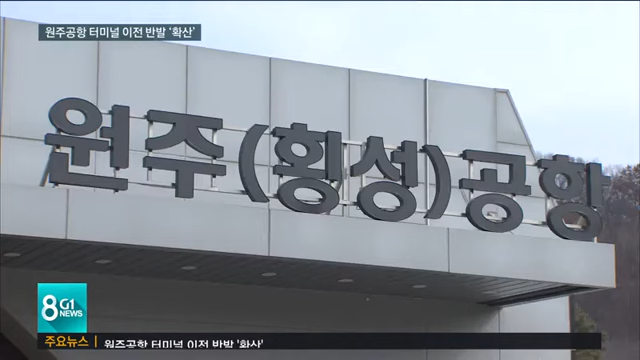 원주공항 터미널 이전 반발 ‘확산’
원주(횡성)공항
8 G1
NEWS
주요뉴스 원주공항 터미널 이전 반발 ‘확산’